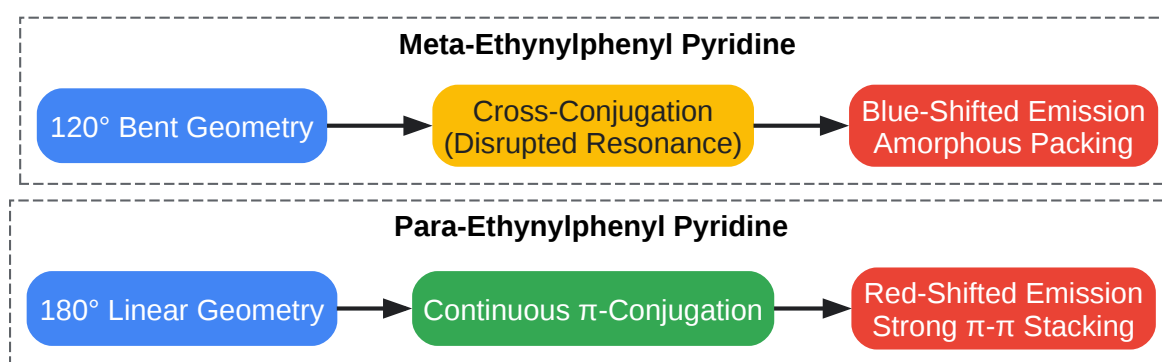 Meta-Ethynylphenyl Pyridine
120° Bent Geometry
Cross-Conjugation
(Disrupted Resonance)
Blue-Shifted Emission
Amorphous Packing
Para-Ethynylphenyl Pyridine
180° Linear Geometry
Continuous π-Conjugation
Red-Shifted Emission
Strong π-π Stacking